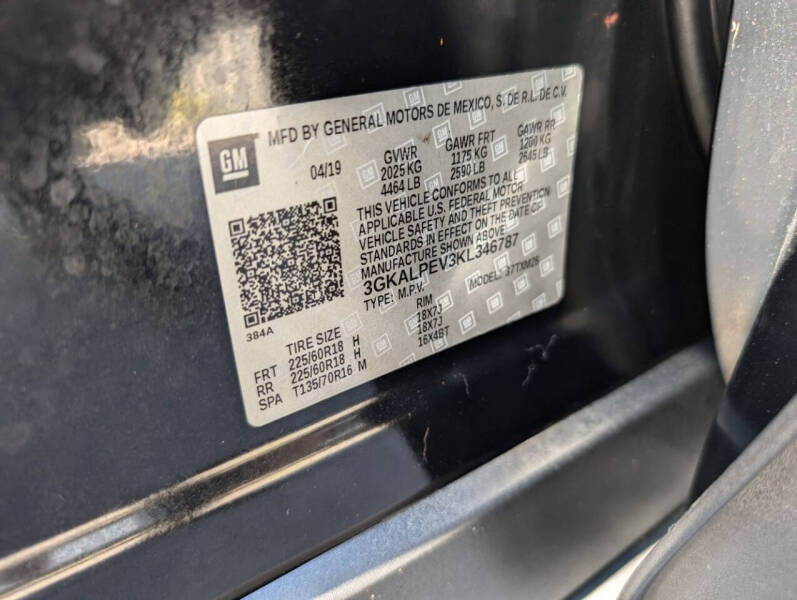 GM
MFD BY GENERAL MOTORS DE MEXICO, S. DE R.L. DE C.V.
04/19
GVWR GAWR FRT GAWR RR
2025 KG 1175 KG 1200 KG
4464 LB 2590 LB 2645 LB
THIS VEHICLE CONFORMS TO ALL
APPLICABLE U.S. FEDERAL MOTOR
VEHICLE SAFETY AND THEFT PREVENTION
STANDARDS IN EFFECT ON THE DATE OF
MANUFACTURE SHOWN ABOVE.
3GKALPEV3KL346787
TYPE: M.P.V. MODEL: 37TXM26
384A
TIRE SIZE RIM
FRT 225/60R18 H 18X7J
RR 225/60R18 H 18X7J
SPA T135/70R16 M 16X4BT